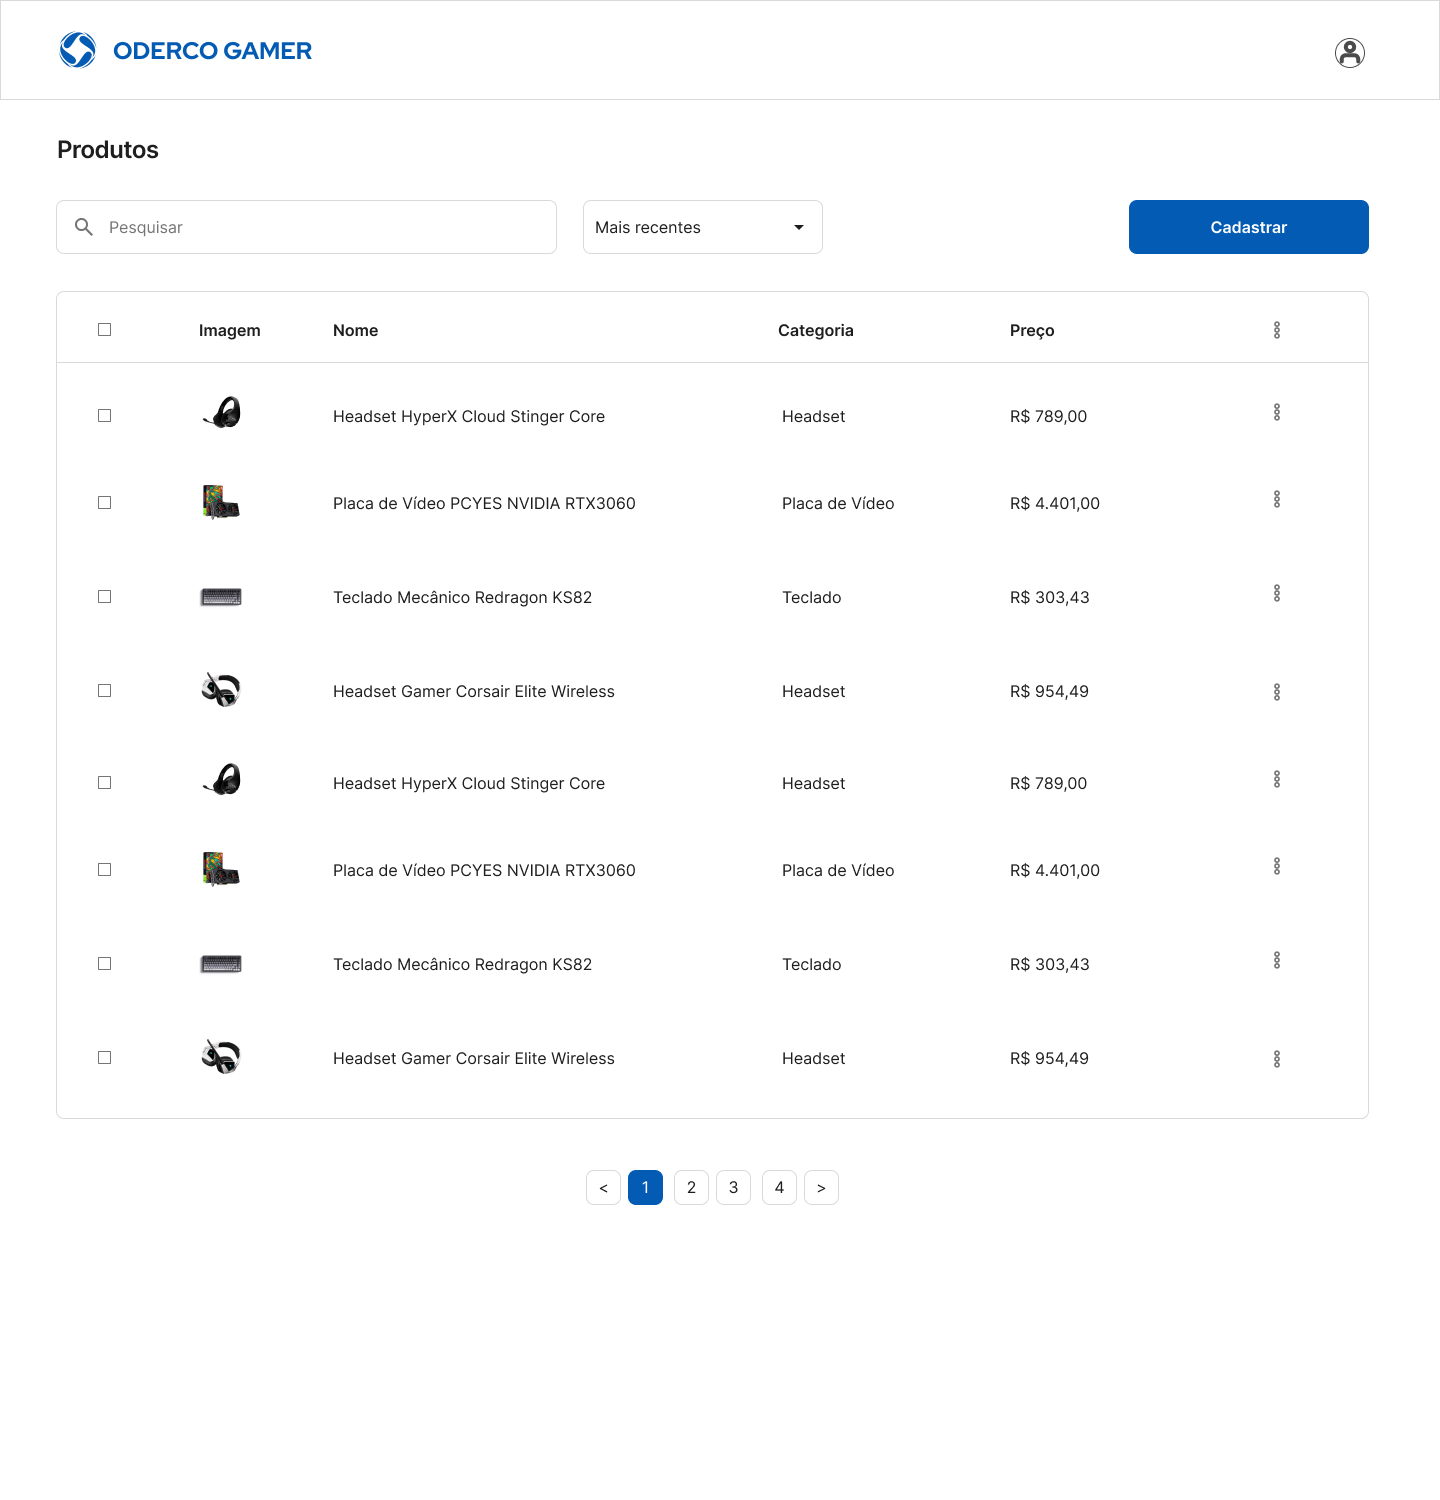 ODERCO GAMER
Produtos
Pesquisar
Mais recentes
Cadastrar
Imagem Nome Categoria Preço
Headset HyperX Cloud Stinger Core Headset R$ 789,00
Placa de Vídeo PCYES NVIDIA RTX3060 Placa de Vídeo R$ 4.401,00
Teclado Mecânico Redragon KS82 Teclado R$ 303,43
Headset Gamer Corsair Elite Wireless Headset R$ 954,49
Headset HyperX Cloud Stinger Core Headset R$ 789,00
Placa de Vídeo PCYES NVIDIA RTX3060 Placa de Vídeo R$ 4.401,00
Teclado Mecânico Redragon KS82 Teclado R$ 303,43
Headset Gamer Corsair Elite Wireless Headset R$ 954,49
< 1 2 3 4 >